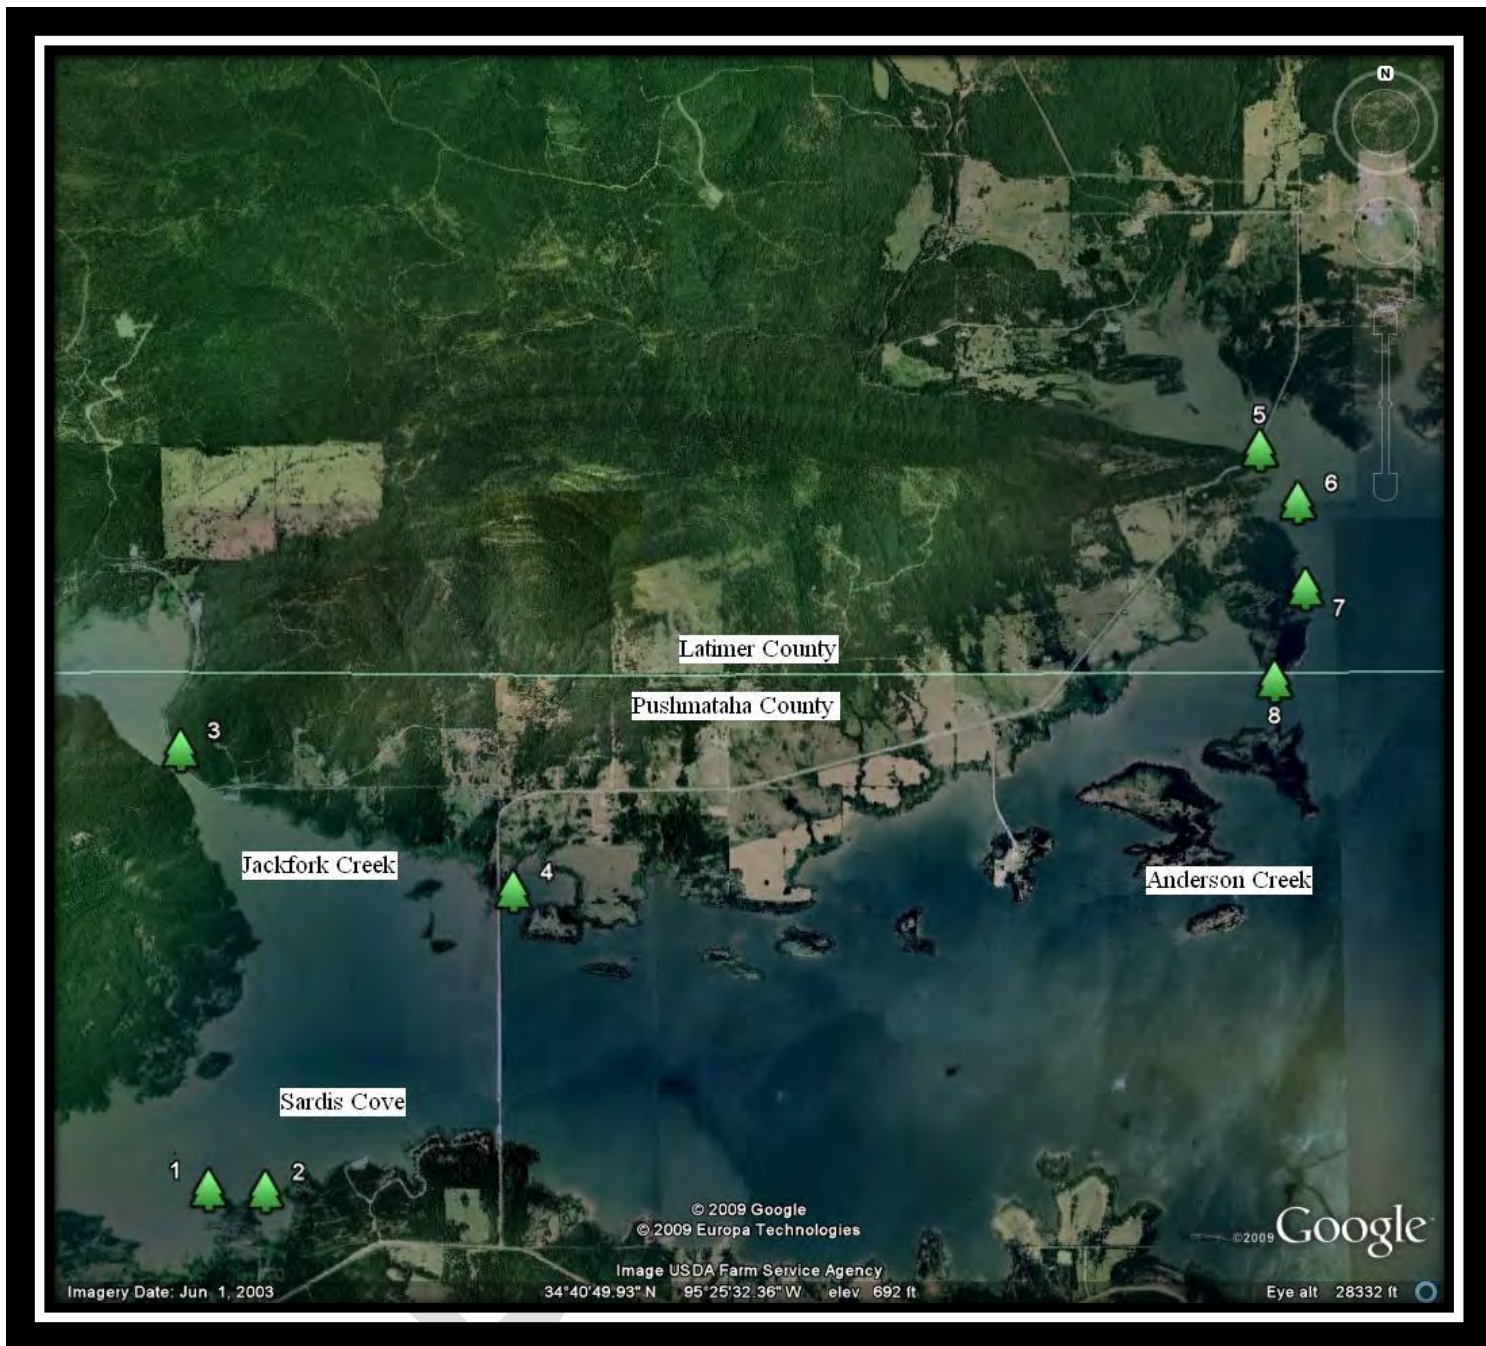 N
5
6
7
Latimer County
Pushmataha County
8
3
Jackfork Creek
4
Anderson Creek
Sardis Cove
1
2
© 2009 Google
© 2009 Europa Technologies
©2009 Google
Image USDA Farm Service Agency
Imagery Date: Jun 1, 2003
34°40'49.93" N 95°25'32.36" W elev 692 ft
Eye alt 28332 ft